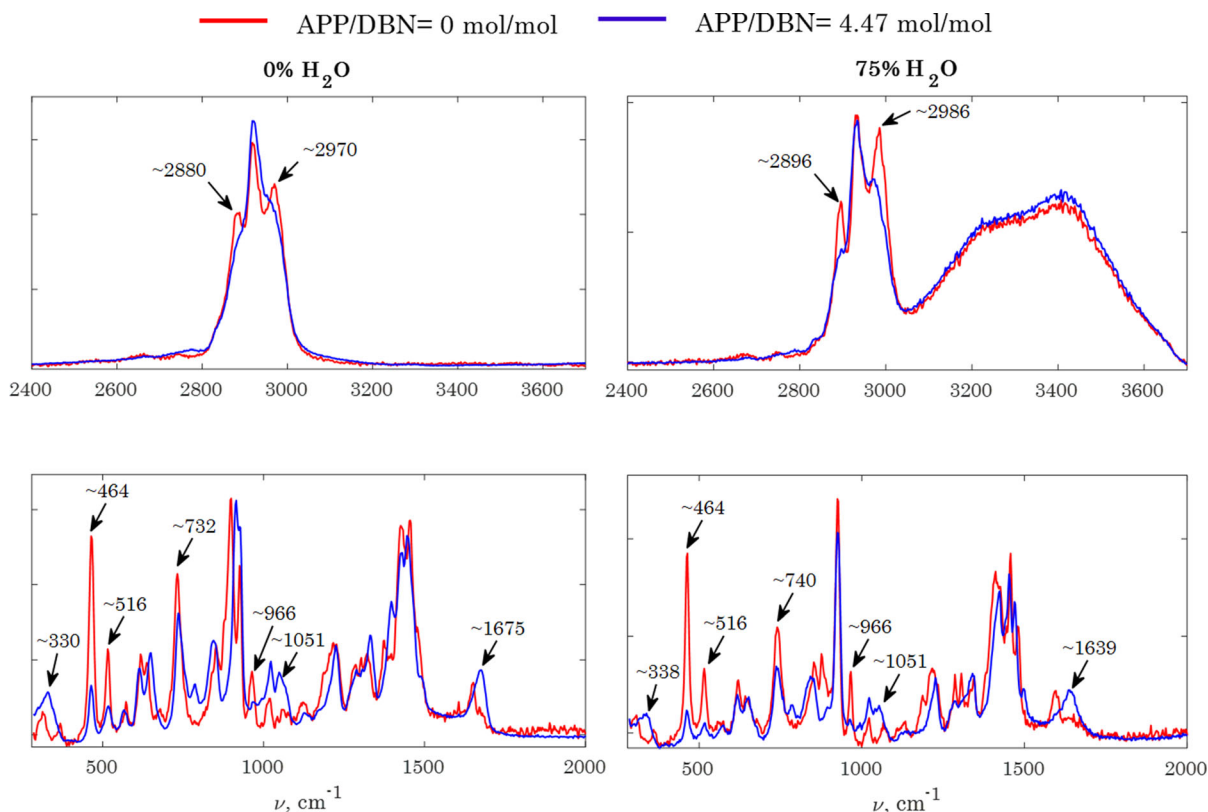 APP/DBN= 0 mol/mol APP/DBN= 4.47 mol/mol
0% H₂O 75% H₂O
~2880 ~2970
2400 2600 2800 3000 3200 3400 3600
~2896 ~2986
2400 2600 2800 3000 3200 3400 3600
~330 ~464 ~516 ~732 ~966 ~1051 ~1675
500 1000 1500 2000
ν, cm⁻¹
~338 ~464 ~516 ~740 ~966 ~1051 ~1639
500 1000 1500 2000
ν, cm⁻¹